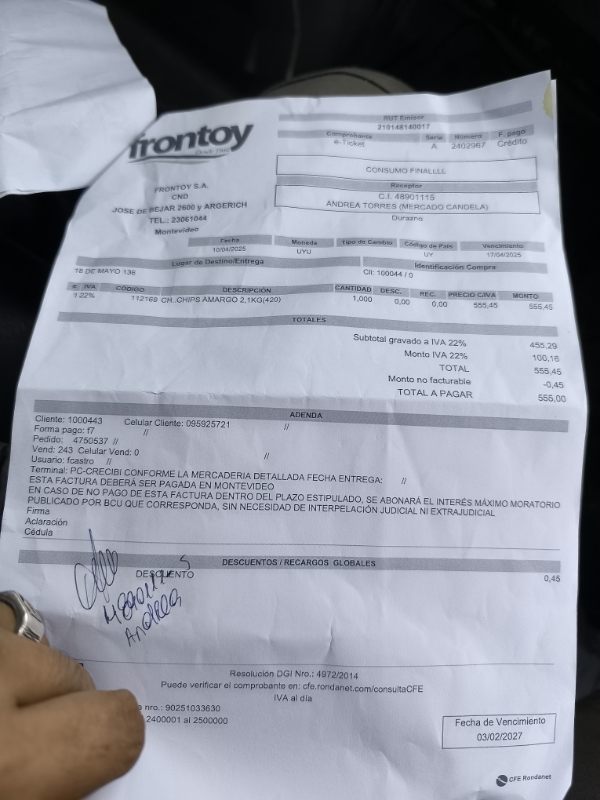 frontoy
RUT Emisor
210148140017
Comprobante Serie Número F. pago
e-Ticket A 2402967 Crédito
CONSUMO FINALLLL
Receptor
C.I. 48901115
ANDREA TORRES (MERCADO CANDELA)
Durazno
FRONTOY S.A.
CND
JOSE DE BEJAR 2600 y ARGERICH
TEL.: 23061044
Montevideo
Fecha Moneda Tipo de Cambio Código de País Vencimiento
10/04/2025 UYU UY 17/04/2025
Lugar de Destino/Entrega Identificación Compra
18 DE MAYO 138 CII: 100044 / 0
IVA CÓDIGO DESCRIPCIÓN CANTIDAD DESC. REC. PRECIO C/IVA MONTO
1 22% 112169 CH. CHIPS AMARGO 2,1KG(420) 1,000 0,00 0,00 555,45 555,45
TOTALES
Subtotal gravado a IVA 22% 455,29
Monto IVA 22% 100,16
TOTAL 555,45
Monto no facturable -0,45
TOTAL A PAGAR 555,00
ADENDA
Cliente: 1000443 Celular Cliente: 095925721 //
Forma pago: f7 //
Pedido: 4750537 //
Vend: 243 Celular Vend: 0 //
Usuario: fcastro //
Terminal: PC-CRECIBI CONFORME LA MERCADERIA DETALLADA FECHA ENTREGA: //
ESTA FACTURA DEBERÁ SER PAGADA EN MONTEVIDEO
EN CASO DE NO PAGO DE ESTA FACTURA DENTRO DEL PLAZO ESTIPULADO, SE ABONARÁ EL INTERÉS MÁXIMO MORATORIO
PUBLICADO POR BCU QUE CORRESPONDA, SIN NECESIDAD DE INTERPELACIÓN JUDICIAL NI EXTRAJUDICIAL
Firma
Aclaración
Cédula
DESCUENTOS / RECARGOS GLOBALES
DESCUENTO 0,45
Andrea
Resolución DGI Nro.: 4972/2014
Puede verificar el comprobante en: cfe.rondanet.com/consultaCFE
IVA al día
a nro.: 90251033630
2400001 al 2500000
Fecha de Vencimiento
03/02/2027
CFE Rondanet